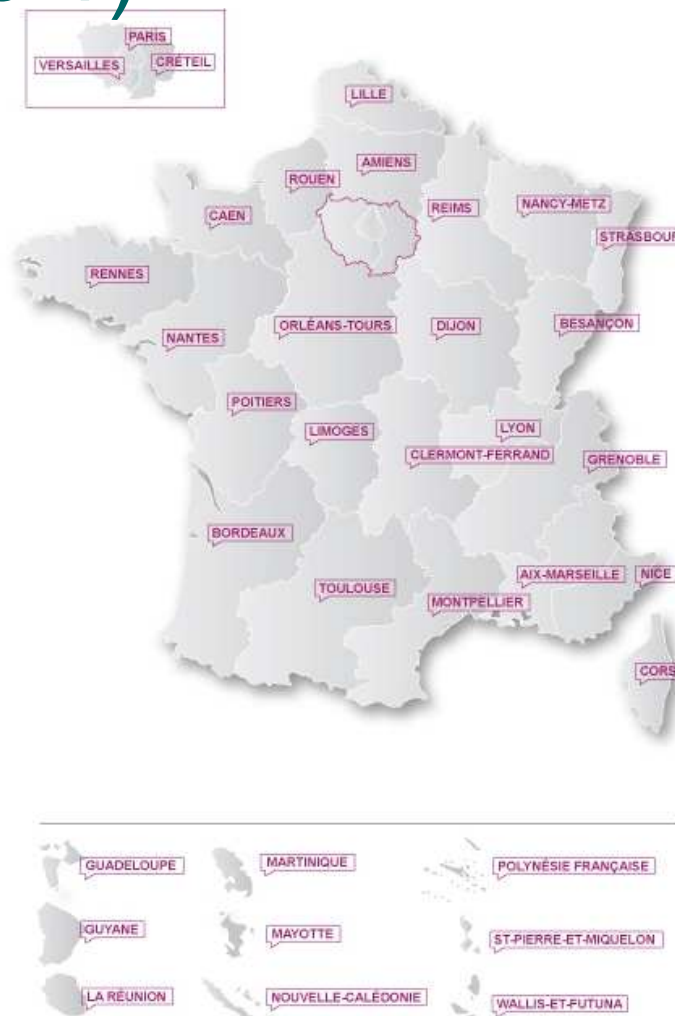 PARIS
VERSAILLES
CRÉTEIL
LILLE
AMIENS
ROUEN
CAEN
REIMS
NANCY-METZ
STRASBOUR
RENNES
NANTES
ORLÉANS-TOURS
DIJON
BESANÇON
POITIERS
LIMOGES
LYON
CLERMONT-FERRAND
GRENOBLE
BORDEAUX
TOULOUSE
AIX-MARSEILLE
NICE
MONTPELLIER
CORS
GUADELOUPE
MARTINIQUE
POLYNÉSIE FRANÇAISE
GUYANE
MAYOTTE
ST-PIERRE-ET-MIQUELON
LA RÉUNION
NOUVELLE-CALÉDONIE
WALLIS-ET-FUTUNA